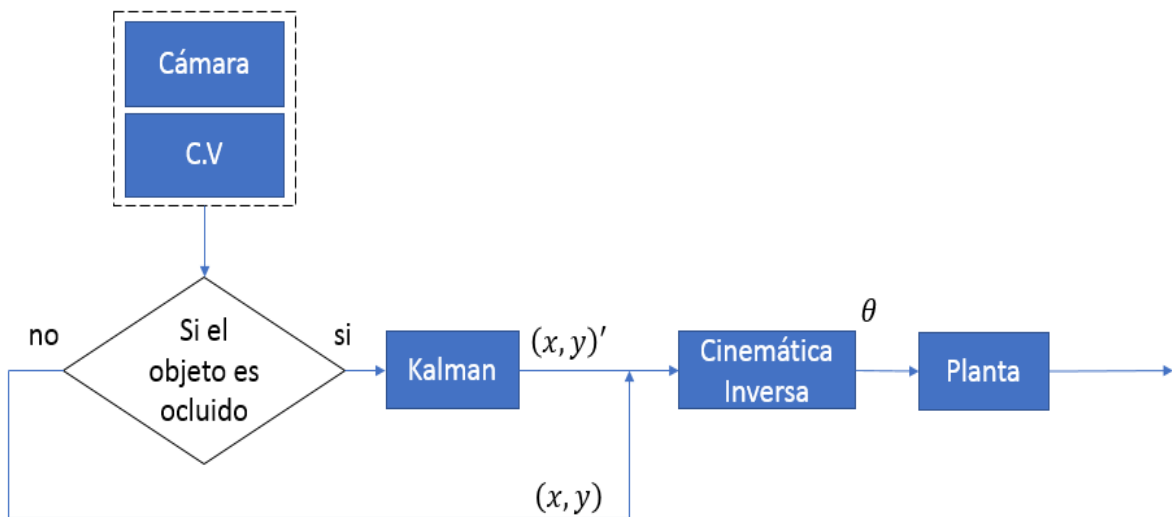 Cámara
C.V
no
Si el
objeto es
ocluido
si
Kalman
(x, y)′
Cinemática
Inversa
θ
Planta
(x, y)